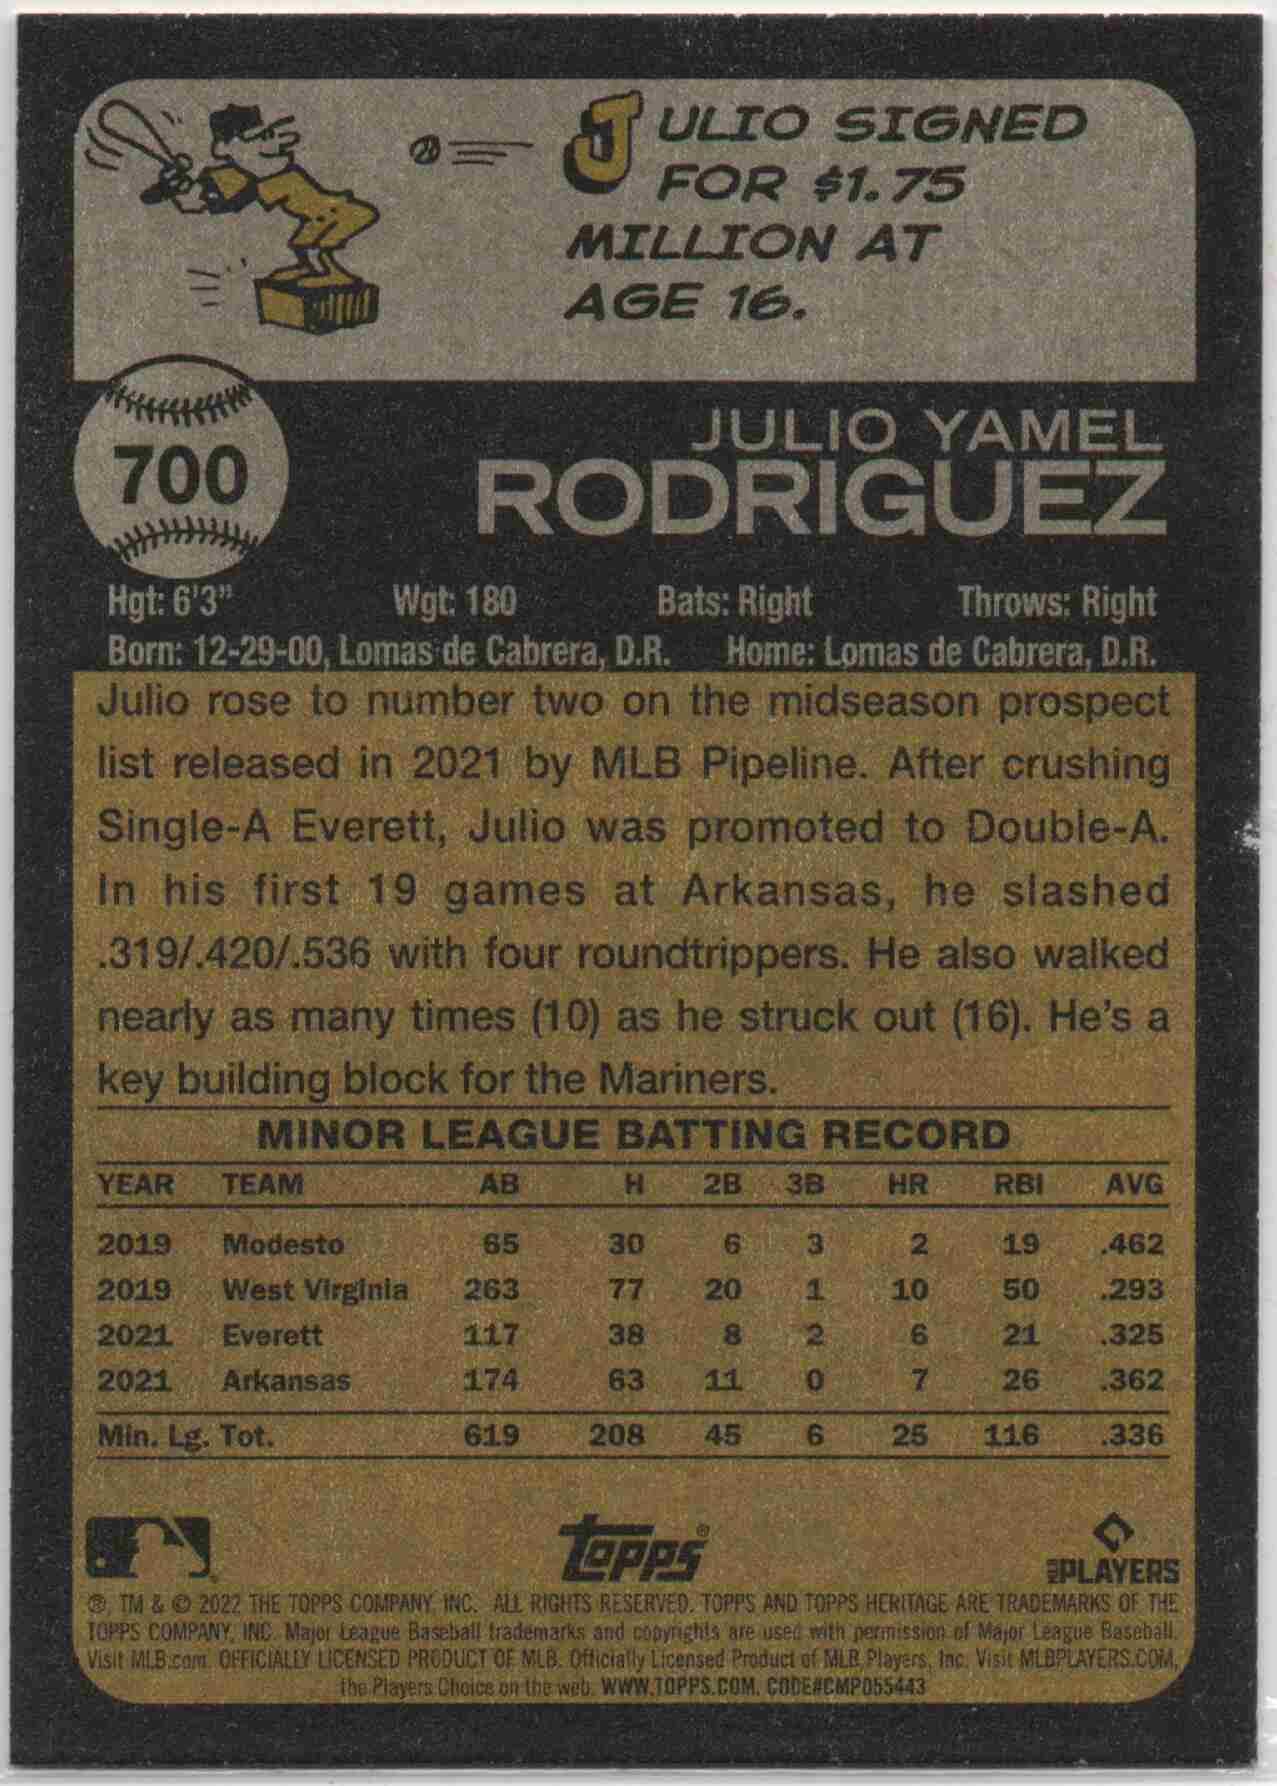 JULIO SIGNED
FOR $1.75
MILLION AT
AGE 16.
700
JULIO YAMEL
RODRIGUEZ
Hgt: 6'3" Wgt: 180 Bats: Right Throws: Right
Born: 12-29-00, Lomas de Cabrera, D.R. Home: Lomas de Cabrera, D.R.
Julio rose to number two on the midseason prospect
list released in 2021 by MLB Pipeline. After crushing
Single-A Everett, Julio was promoted to Double-A.
In his first 19 games at Arkansas, he slashed
.319/.420/.536 with four roundtrippers. He also walked
nearly as many times (10) as he struck out (16). He's a
key building block for the Mariners.
MINOR LEAGUE BATTING RECORD
YEAR TEAM AB H 2B 3B HR RBI AVG
2019 Modesto 65 30 6 3 2 19 .462
2019 West Virginia 263 77 20 1 10 50 .293
2021 Everett 117 38 8 2 6 21 .325
2021 Arkansas 174 63 11 0 7 26 .362
Min. Lg. Tot. 619 208 45 6 25 116 .336
Topps® MLB PLAYERS
®, TM & © 2022 THE TOPPS COMPANY, INC. ALL RIGHTS RESERVED. TOPPS AND TOPPS HERITAGE ARE TRADEMARKS OF THE
TOPPS COMPANY, INC. Major League Baseball trademarks and copyrights are used with permission of Major League Baseball.
Visit MLB.com. OFFICIALLY LICENSED PRODUCT OF MLB. Officially Licensed Product of MLB Players, Inc. Visit MLBPLAYERS.COM,
the Players Choice on the web. WWW.TOPPS.COM. CODE#CMP055443